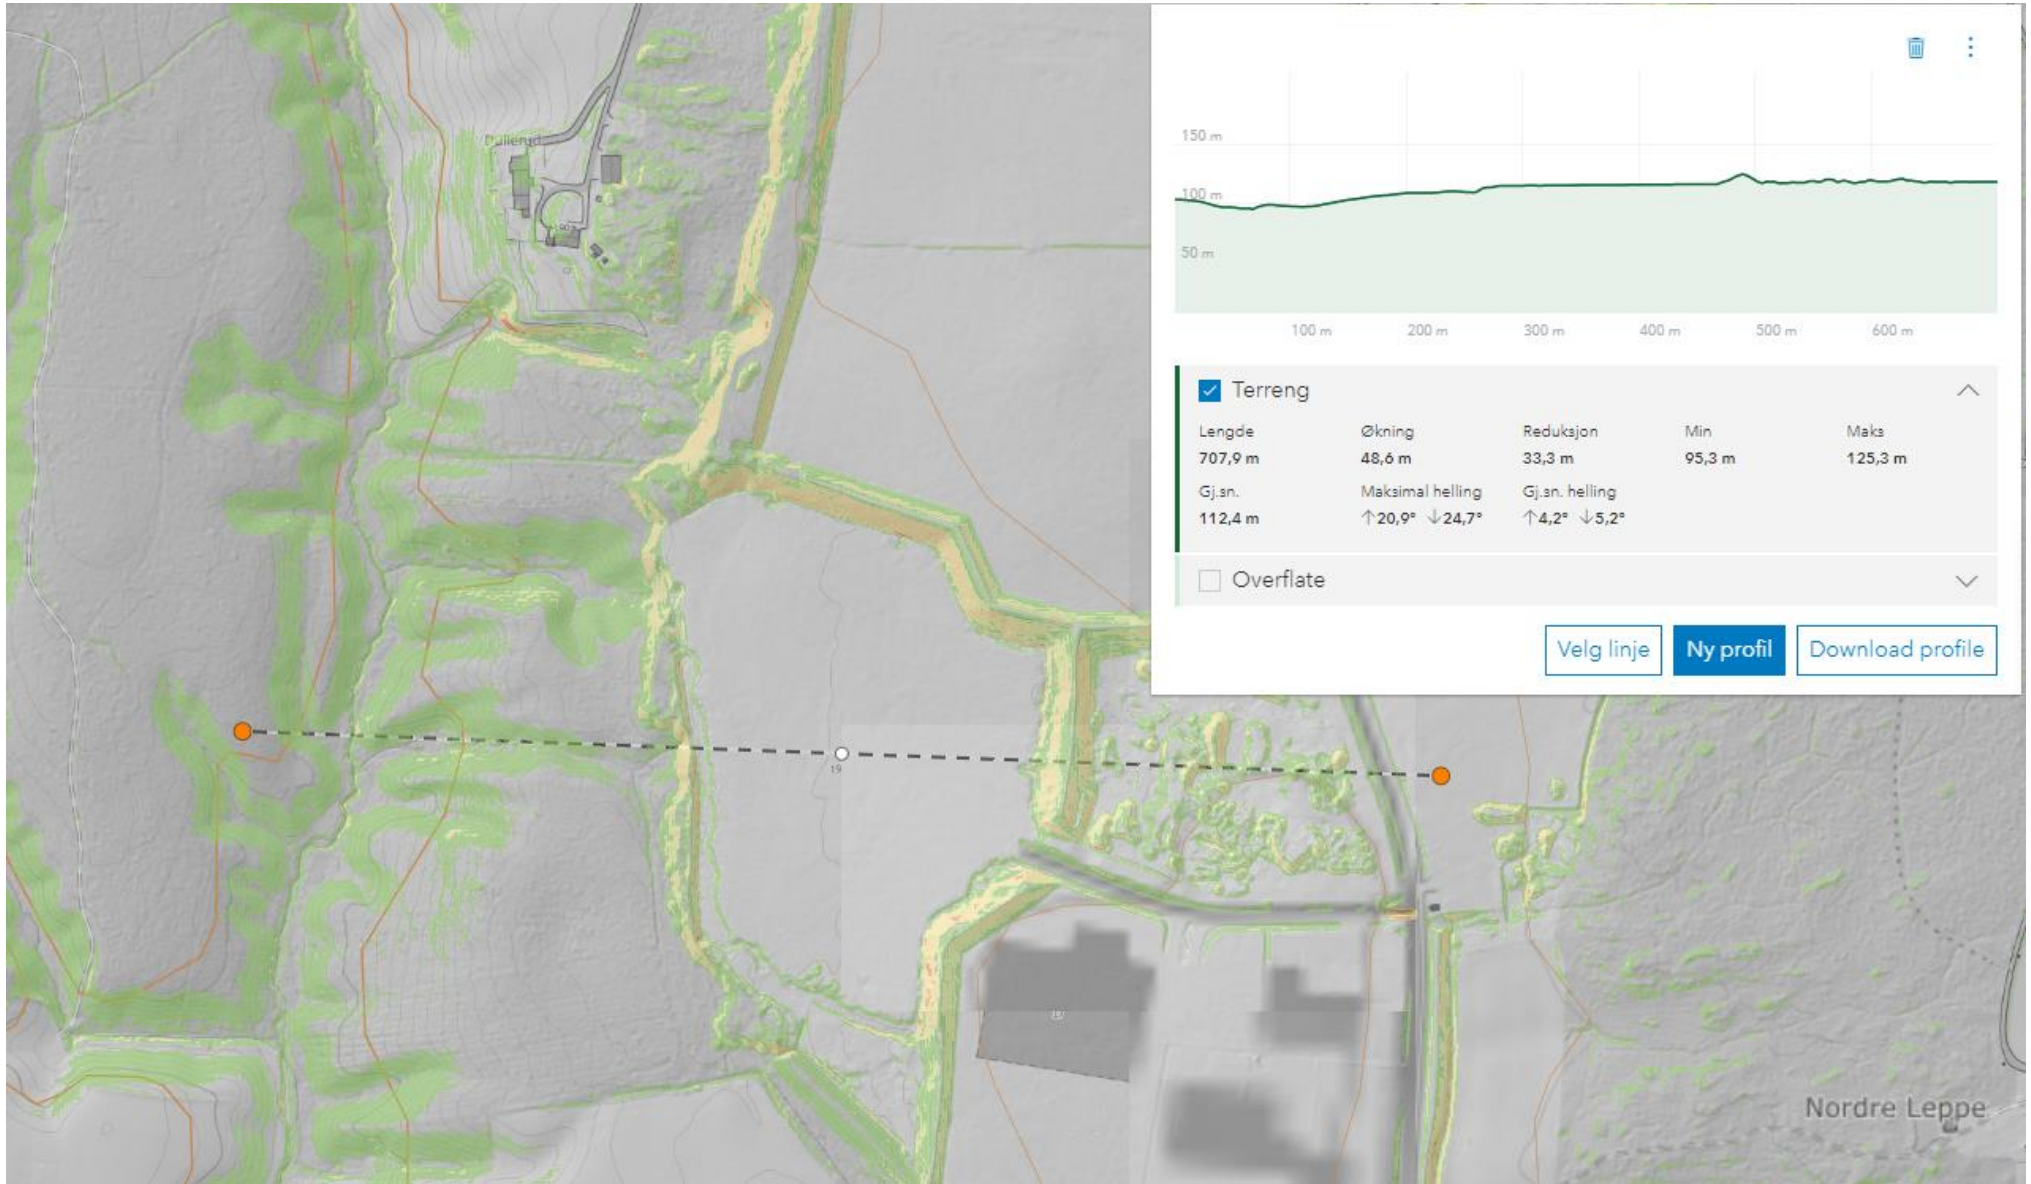 Dullerud
150 m
100 m
50 m
100 m 200 m 300 m 400 m 500 m 600 m
Terreng
Lengde Økning Reduksjon Min Maks
707,9 m 48,6 m 33,3 m 95,3 m 125,3 m
Gj.sn. Maksimal helling Gj.sn. helling
112,4 m ↑20,9° ↓24,7° ↑4,2° ↓5,2°
Overflate
Velg linje Ny profil Download profile
19
Nordre Leppe